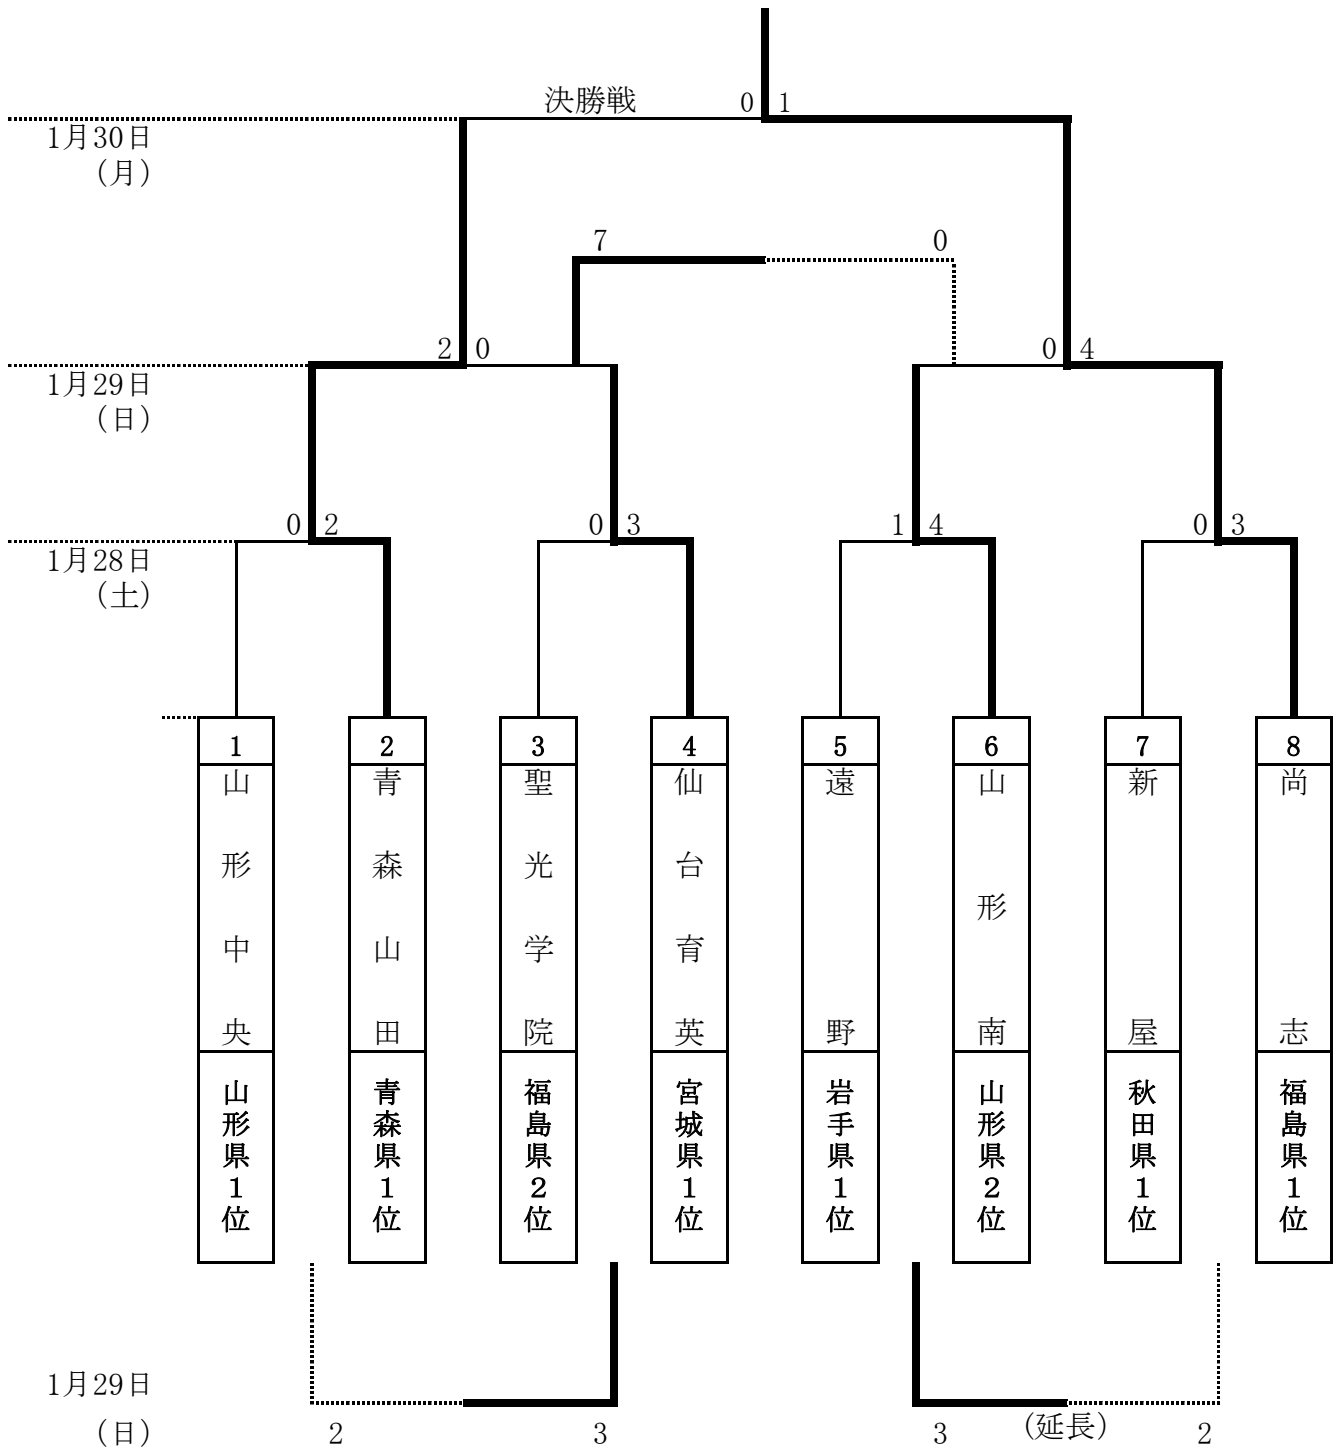 決勝戦 0 1
1月30日
(月)
7 0
2 0 0 4
1月29日
(日)
0 2 0 3 1 4 0 3
1月28日
(土)
1 2 3 4 5 6 7 8
山形中央
青森山田
聖光学院
仙台育英
遠野
山形南
新屋
尚志
山形県1位
青森県1位
福島県2位
宮城県1位
岩手県1位
山形県2位
秋田県1位
福島県1位
1月29日
(日)
2 3 3 (延長) 2